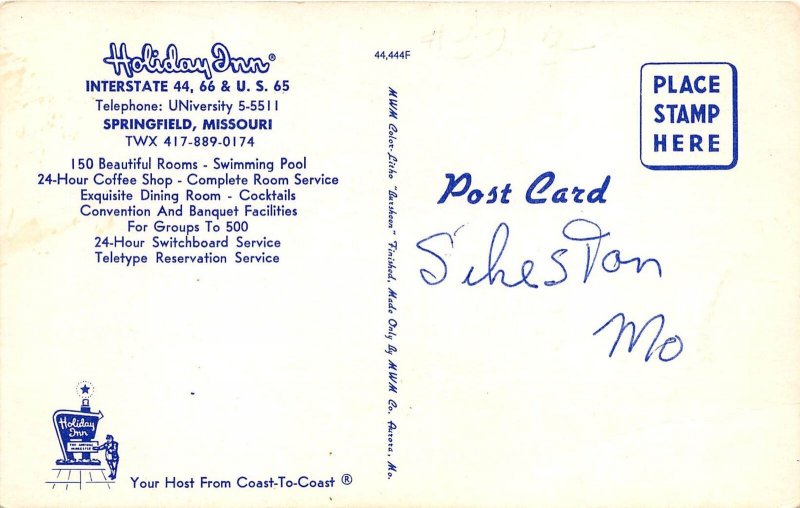 Holiday Inn®
INTERSTATE 44, 66 & U. S. 65
Telephone: UNiversity 5-5511
SPRINGFIELD, MISSOURI
TWX 417-889-0174
150 Beautiful Rooms - Swimming Pool
24-Hour Coffee Shop - Complete Room Service
Exquisite Dining Room - Cocktails
Convention And Banquet Facilities
For Groups To 500
24-Hour Switchboard Service
Teletype Reservation Service
Holiday
Inn
Your Host From Coast-To-Coast ®
44,444F
MWM Color-Litho "Dursheen" Finished, Made Only By MWM Co. Aurora, Mo.
PLACE
STAMP
HERE
Post Card
Sikeston
Mo